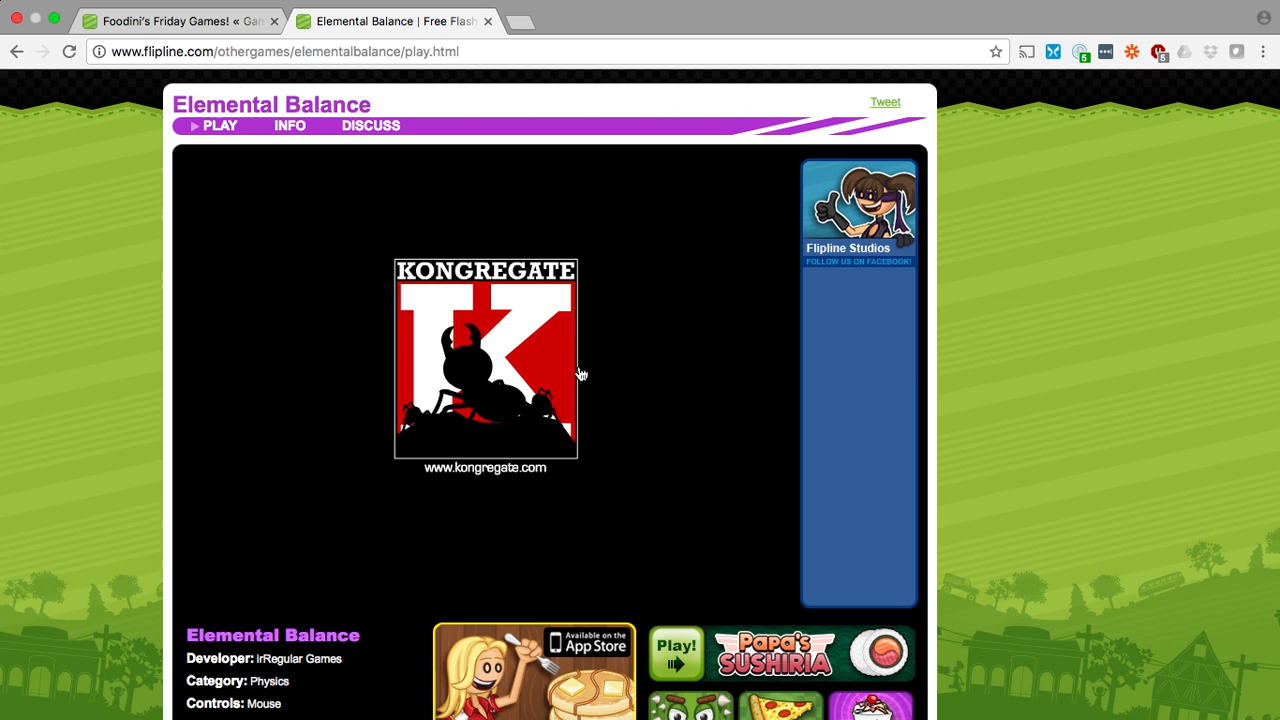 Foodini's Friday Games! « Gam
Elemental Balance | Free Flash
www.flipline.com/othergames/elementalbalance/play.html
5
5
Elemental Balance
Tweet
PLAY INFO DISCUSS
Flipline Studios
FOLLOW US ON FACEBOOK!
KONGREGATE
K
www.kongregate.com
Elemental Balance
Developer: irRegular Games
Category: Physics
Controls: Mouse
Available on the
App Store
Play!
Papa's
SUSHIRIA